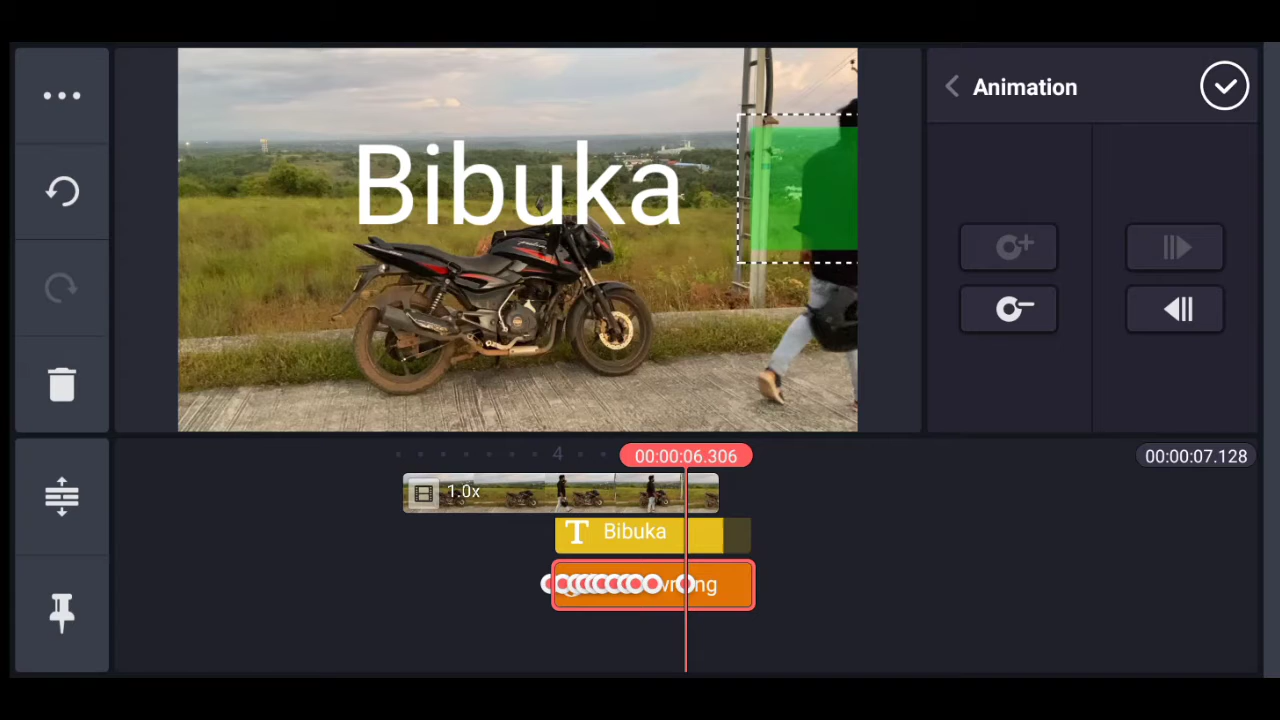 Animation
Bibuka
4
00:00:06.306
00:00:07.128
1.0x
T Bibuka